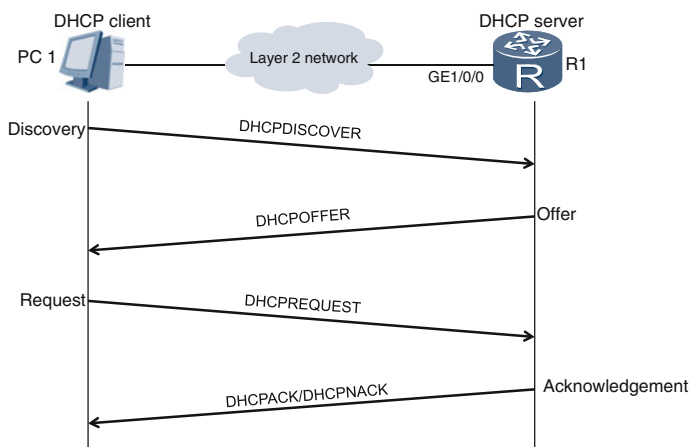 DHCP client
DHCP server
PC 1
Layer 2 network
GE1/0/0
R
R1
Discovery
DHCPDISCOVER
DHCPOFFER
Offer
Request
DHCPREQUEST
DHCPACK/DHCPNACK
Acknowledgement